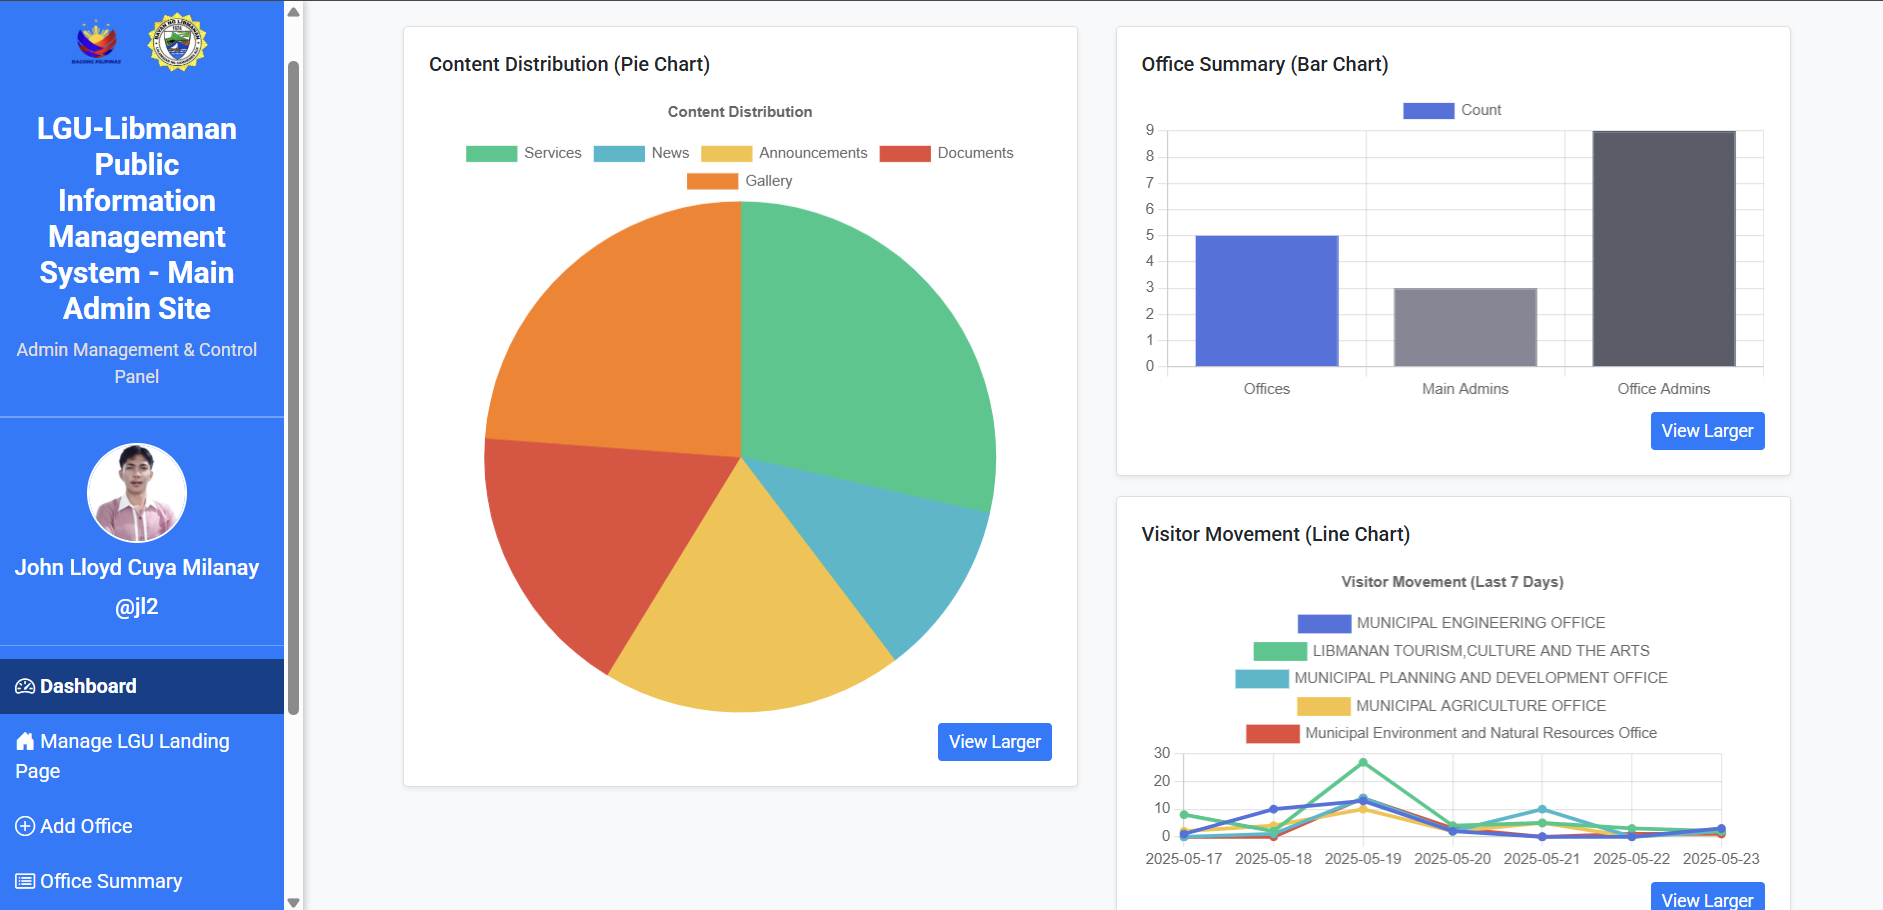 BAGONG PILIPINAS
BAYAN NG LIBMANAN
LGU-Libmanan
Public
Information
Management
System - Main
Admin Site
Admin Management & Control
Panel
John Lloyd Cuya Milanay
@jl2
Dashboard
Manage LGU Landing
Page
Add Office
Office Summary
Content Distribution (Pie Chart)
Content Distribution
Services News Announcements Documents
Gallery
View Larger
Office Summary (Bar Chart)
Count
9
8
7
6
5
4
3
2
1
0
Offices Main Admins Office Admins
View Larger
Visitor Movement (Line Chart)
Visitor Movement (Last 7 Days)
MUNICIPAL ENGINEERING OFFICE
LIBMANAN TOURISM,CULTURE AND THE ARTS
MUNICIPAL PLANNING AND DEVELOPMENT OFFICE
MUNICIPAL AGRICULTURE OFFICE
Municipal Environment and Natural Resources Office
30
20
10
0
2025-05-17 2025-05-18 2025-05-19 2025-05-20 2025-05-21 2025-05-22 2025-05-23
View Larger